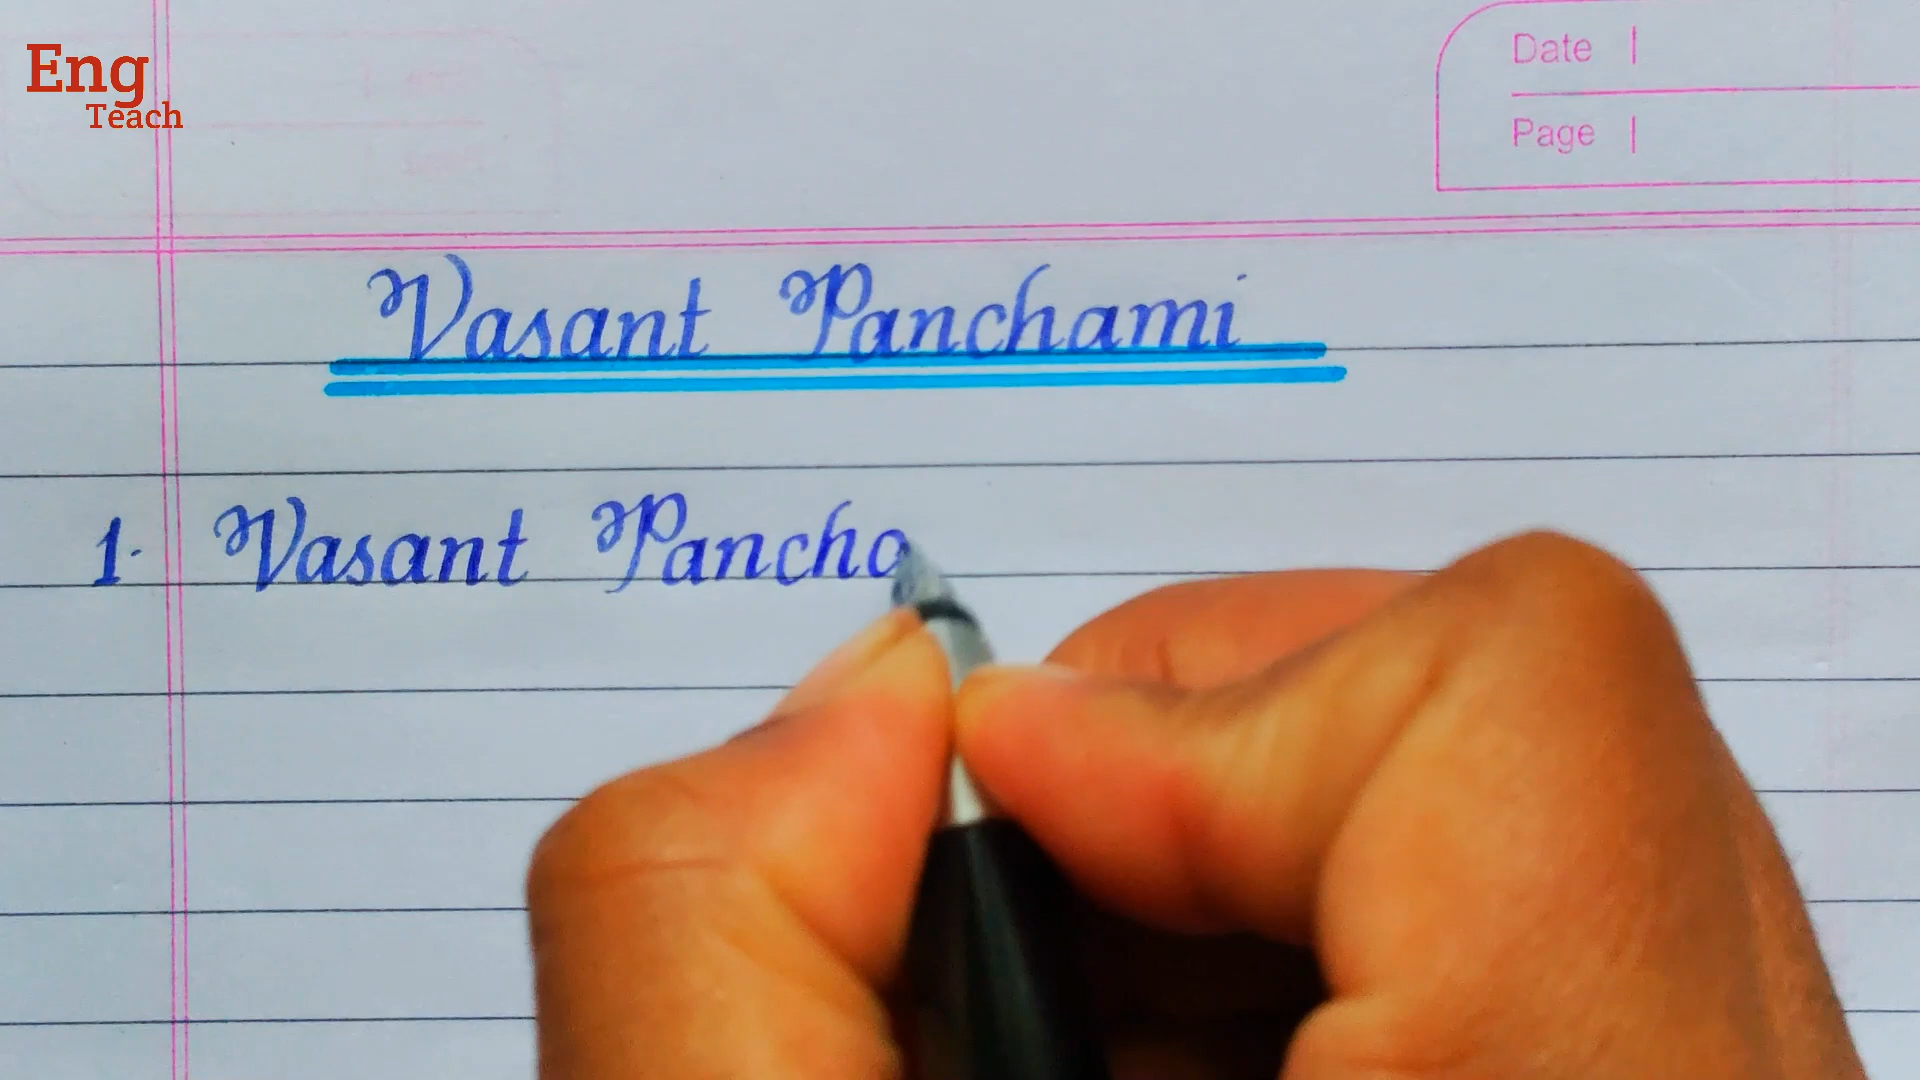 Eng
Teach
Date |
Page |
Vasant Panchami
1. Vasant Pancha